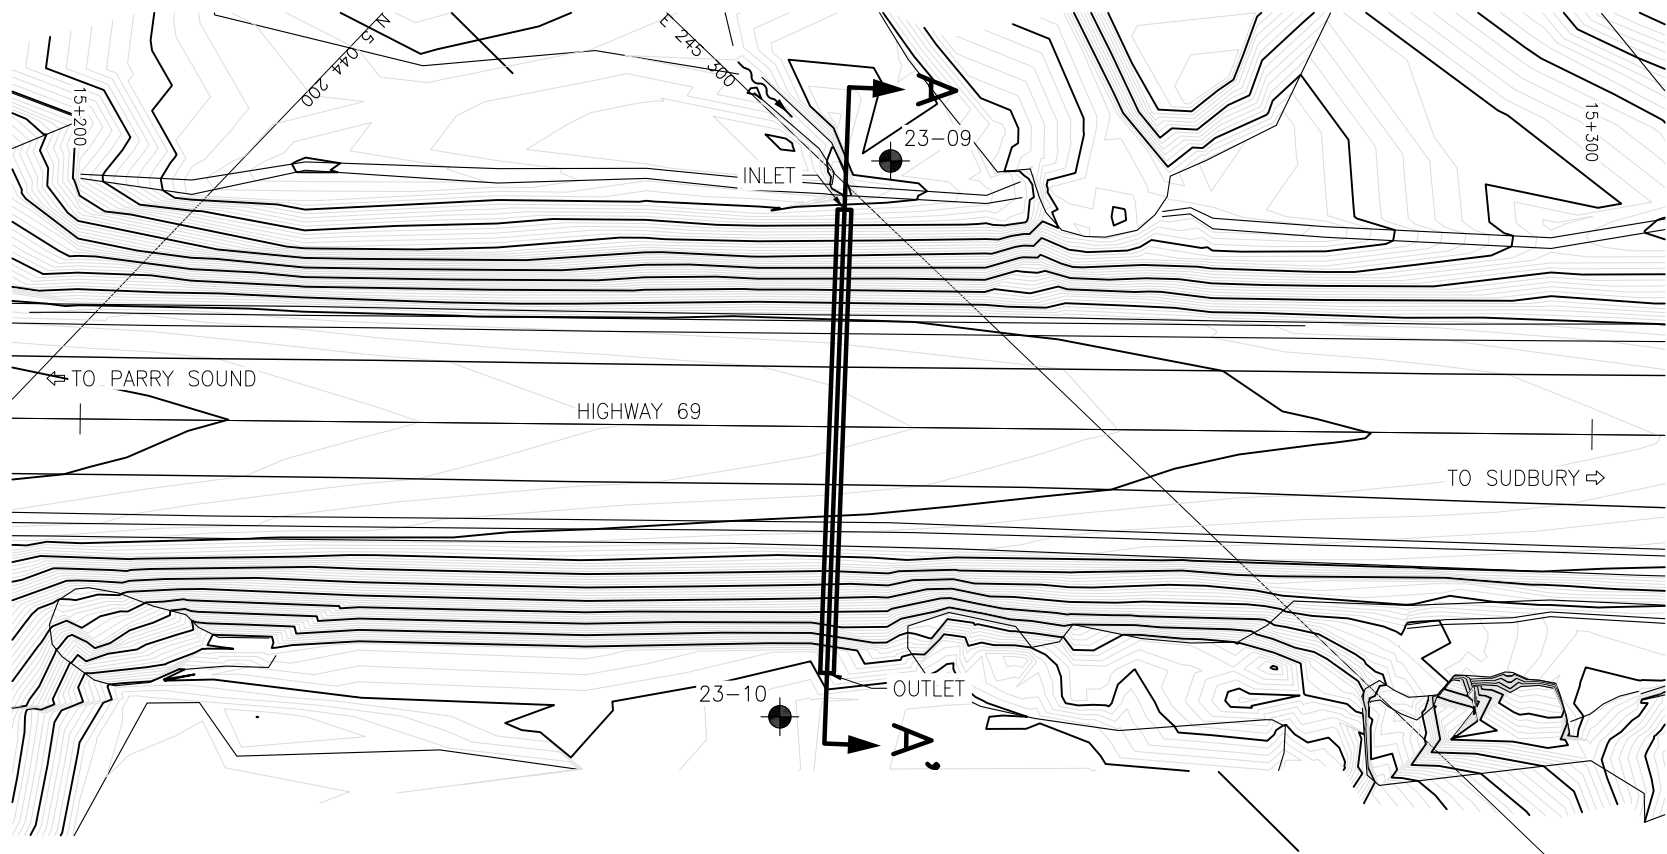 N 5 044 200
E 245 300
15+200
15+300
A
23-09
INLET
TO PARRY SOUND
HIGHWAY 69
TO SUDBURY
23-10
OUTLET
A